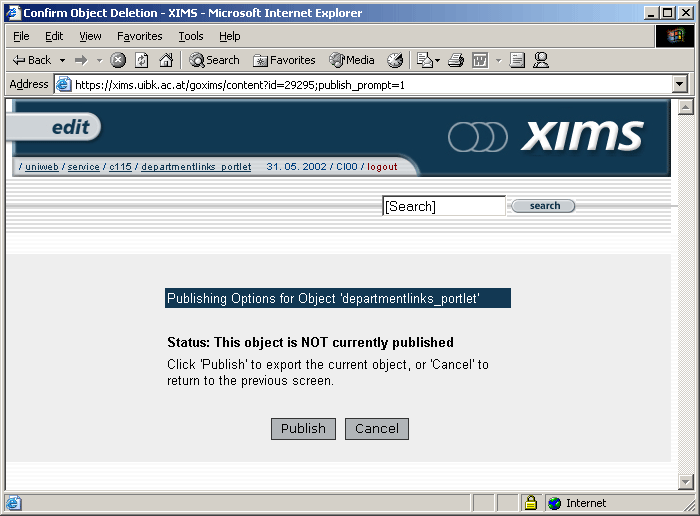 Confirm Object Deletion - XIMS - Microsoft Internet Explorer
File Edit View Favorites Tools Help
Back Search Favorites Media
Address https://xims.uibk.ac.at/goxims/content?id=29295;publish_prompt=1
edit
XIMS
/ uniweb / service / c115 / departmentlinks_portlet 31. 05. 2002 / CI00 / logout
[Search] search
Publishing Options for Object 'departmentlinks_portlet'
Status: This object is NOT currently published
Click 'Publish' to export the current object, or 'Cancel' to
return to the previous screen.
Publish Cancel
Internet